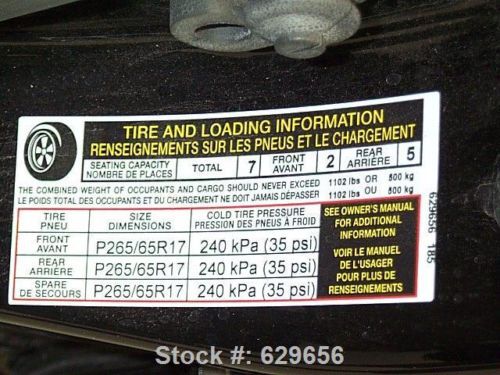 TIRE AND LOADING INFORMATION
RENSEIGNEMENTS SUR LES PNEUS ET LE CHARGEMENT
SEATING CAPACITY
NOMBRE DE PLACES
TOTAL 7 FRONT AVANT 2 REAR ARRIÈRE 5
THE COMBINED WEIGHT OF OCCUPANTS AND CARGO SHOULD NEVER EXCEED 1102 lbs OR 500 kg
LE POIDS TOTAL DES OCCUPANTS ET DU CHARGEMENT NE DOIT JAMAIS DÉPASSER 1102 lbs OU 500 kg
TIRE PNEU SIZE DIMENSIONS COLD TIRE PRESSURE PRESSION DES PNEUS À FROID
FRONT AVANT P265/65R17 240 kPa (35 psi)
REAR ARRIÈRE P265/65R17 240 kPa (35 psi)
SPARE DE SECOURS P265/65R17 240 kPa (35 psi)
SEE OWNER'S MANUAL
FOR ADDITIONAL
INFORMATION
VOIR LE MANUEL
DE L'USAGER
POUR PLUS DE
RENSEIGNEMENTS
629656 185
Stock #: 629656